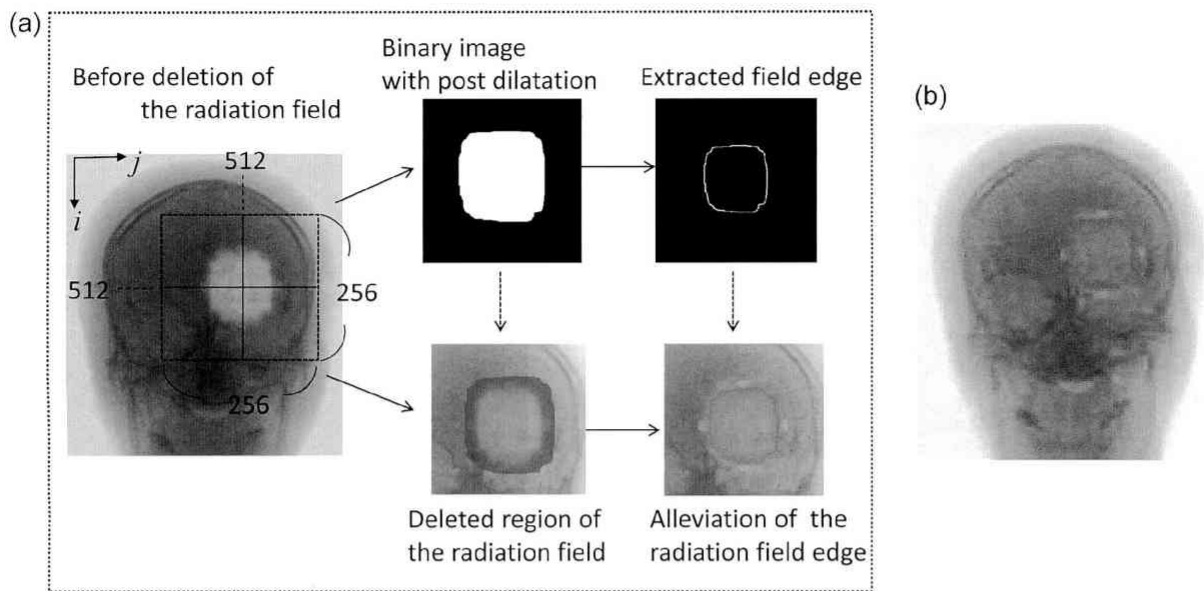 (a)
Before deletion of
the radiation field
Binary image
with post dilatation
Extracted field edge
(b)
j
512
i
512
256
256
Deleted region of
the radiation field
Alleviation of the
radiation field edge